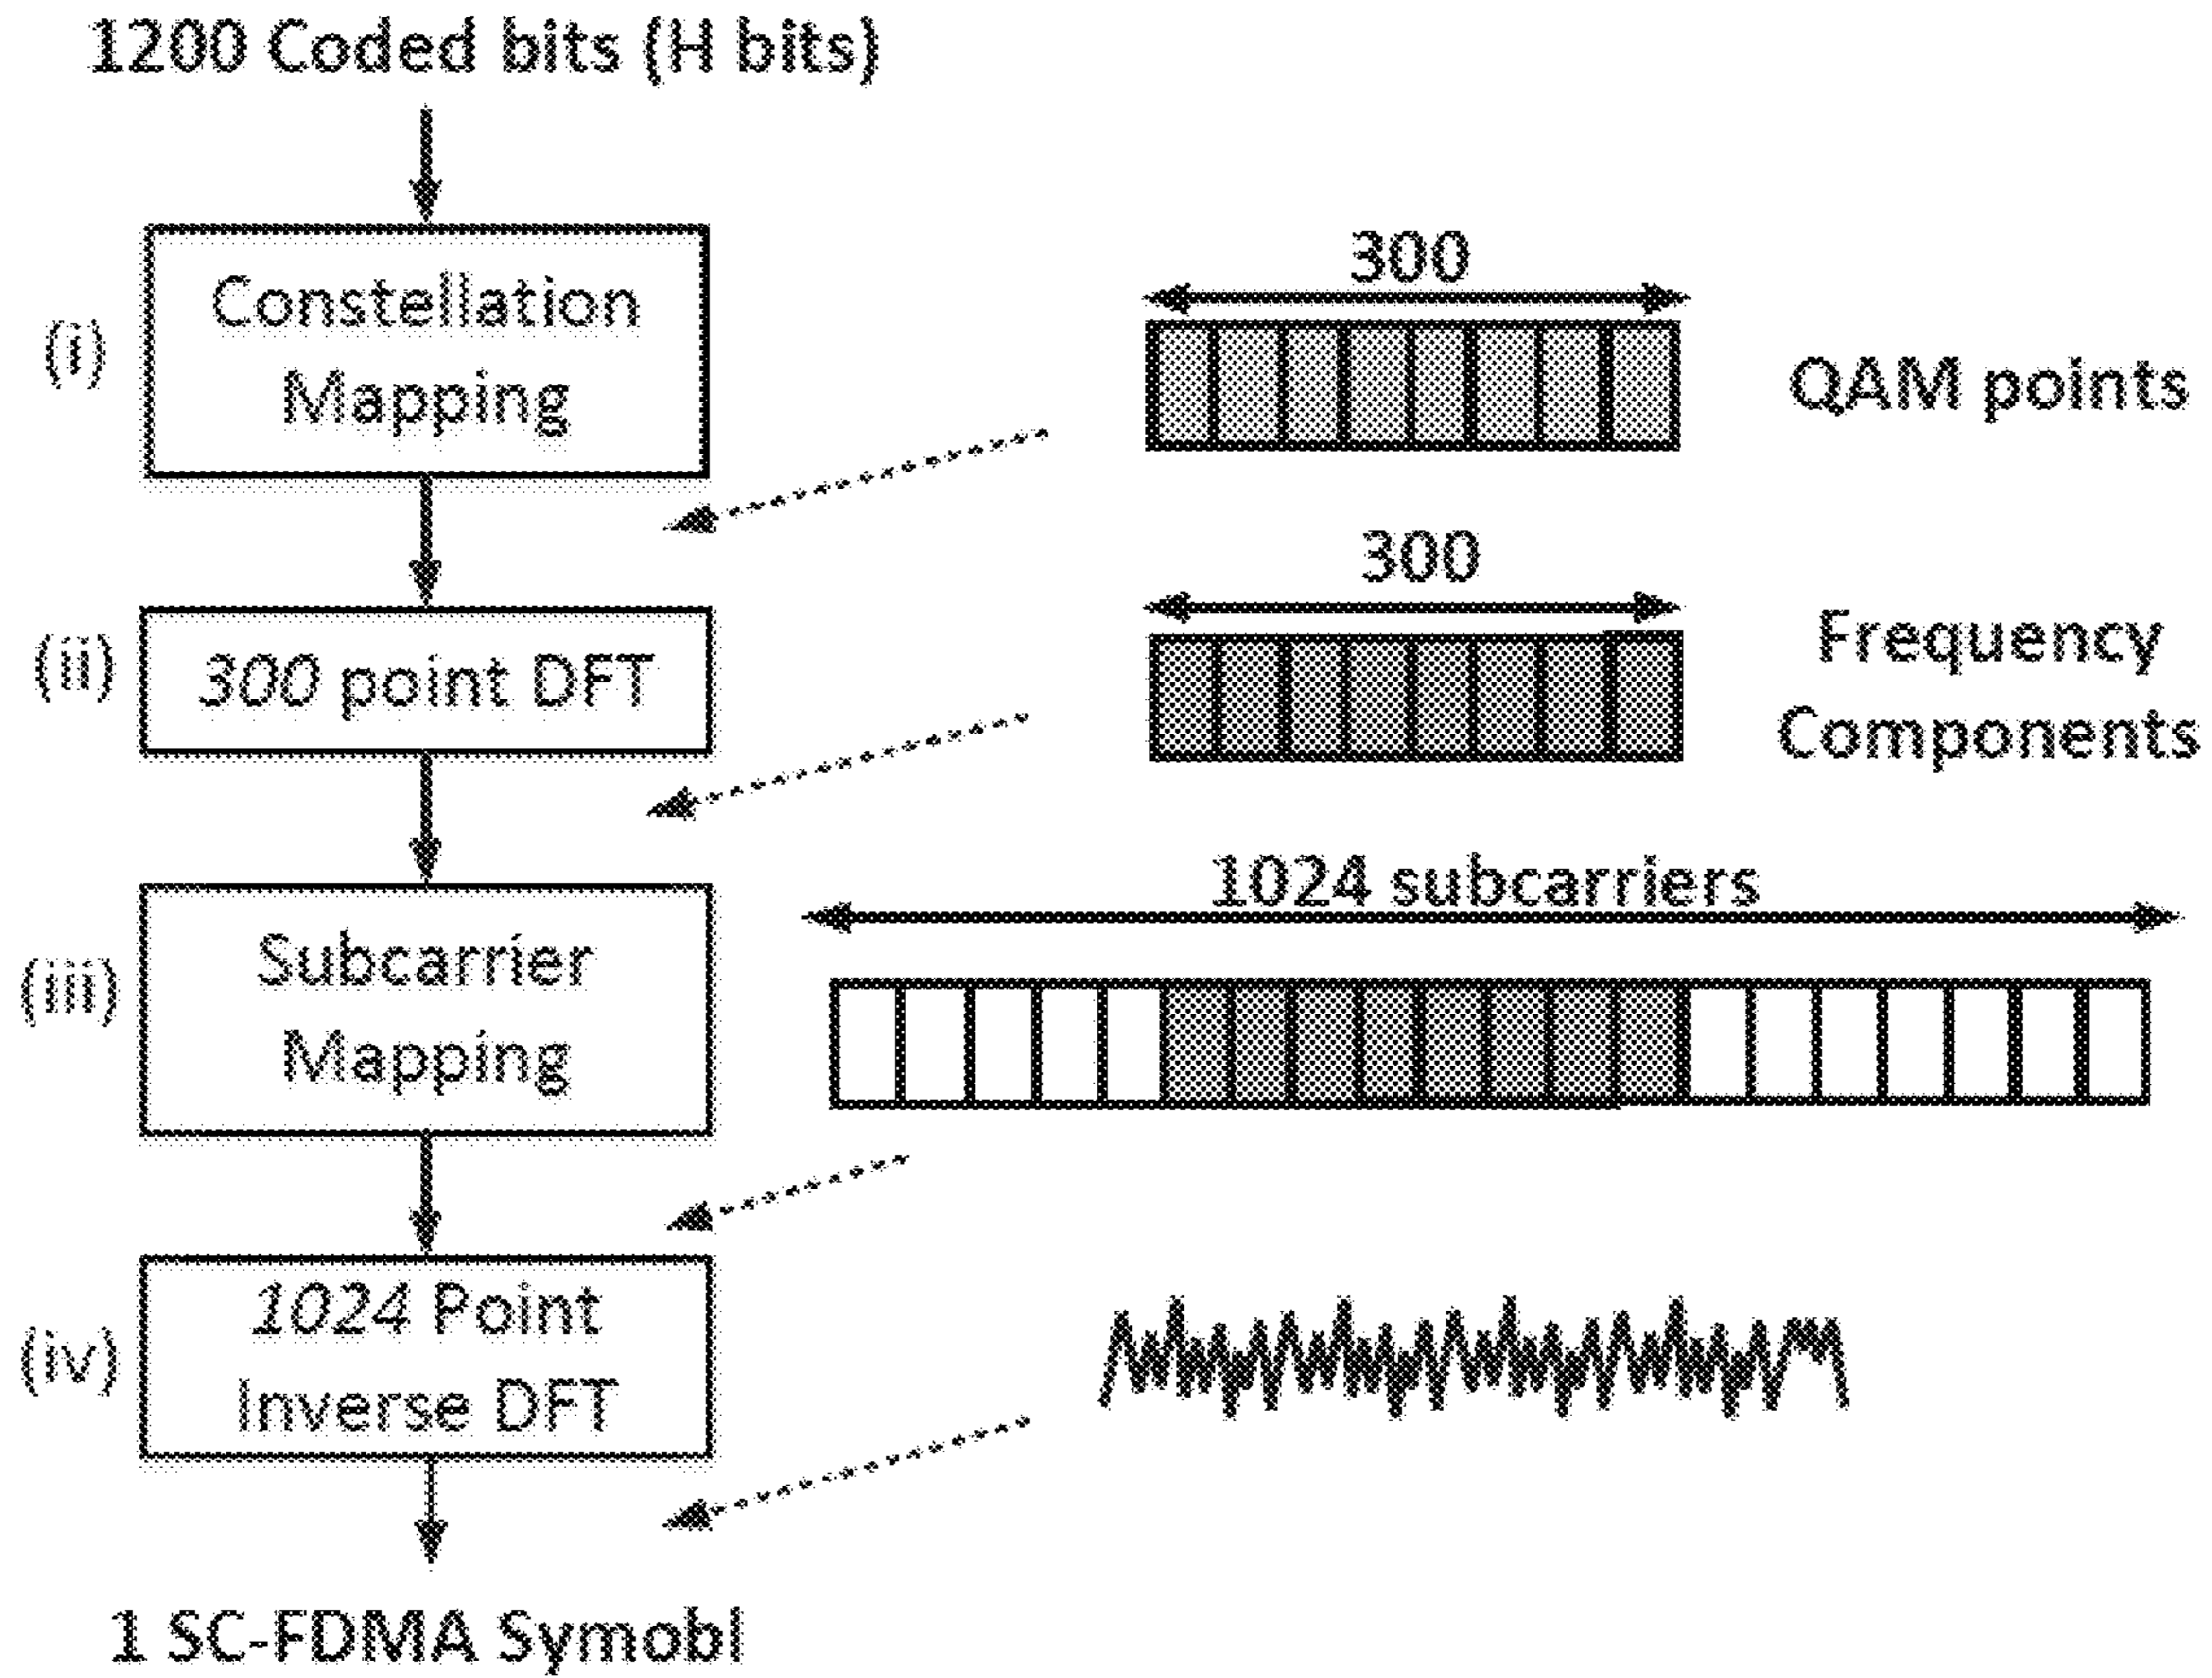 1200 Coded bits (H bits)
(i)
Constellation
Mapping
300
QAM points
(ii)
300 point DFT
300
Frequency
Components
(iii)
Subcarrier
Mapping
1024 subcarriers
(iv)
1024 Point
Inverse DFT
1 SC-FDMA Symobl